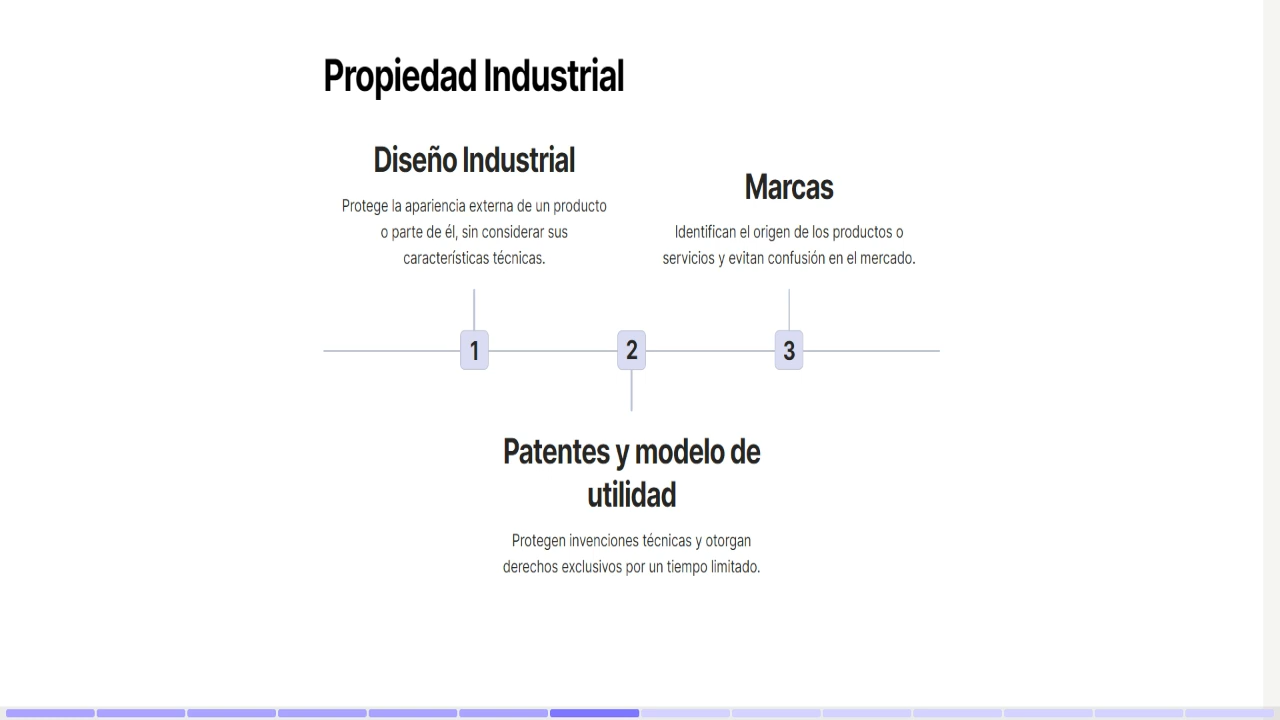 Propiedad Industrial
Diseño Industrial
Protege la apariencia externa de un producto
o parte de él, sin considerar sus
características técnicas.
Marcas
Identifican el origen de los productos o
servicios y evitan confusión en el mercado.
1
2
3
Patentes y modelo de
utilidad
Protegen invenciones técnicas y otorgan
derechos exclusivos por un tiempo limitado.